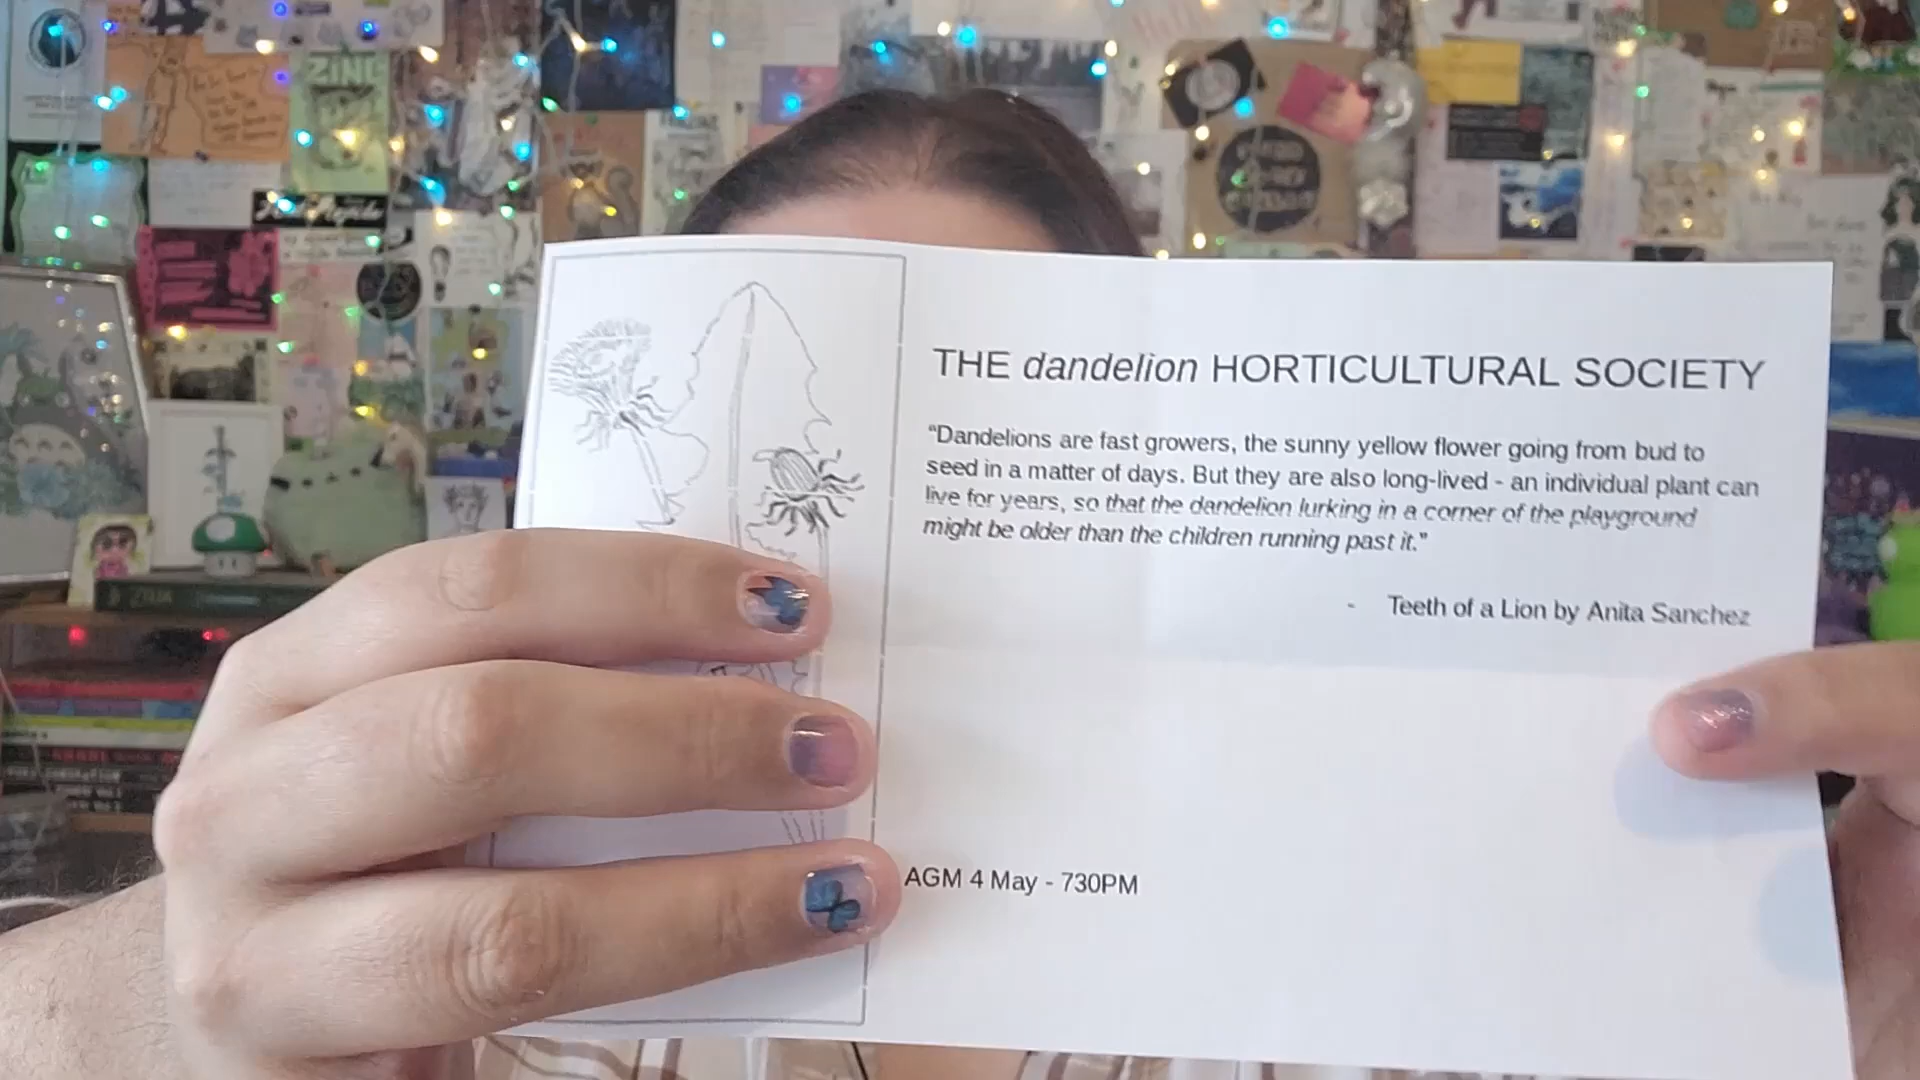 THE dandelion HORTICULTURAL SOCIETY
“Dandelions are fast growers, the sunny yellow flower going from bud to
seed in a matter of days. But they are also long-lived - an individual plant can
live for years, so that the dandelion lurking in a corner of the playground
might be older than the children running past it.”
- Teeth of a Lion by Anita Sanchez
AGM 4 May - 730PM
ZINE